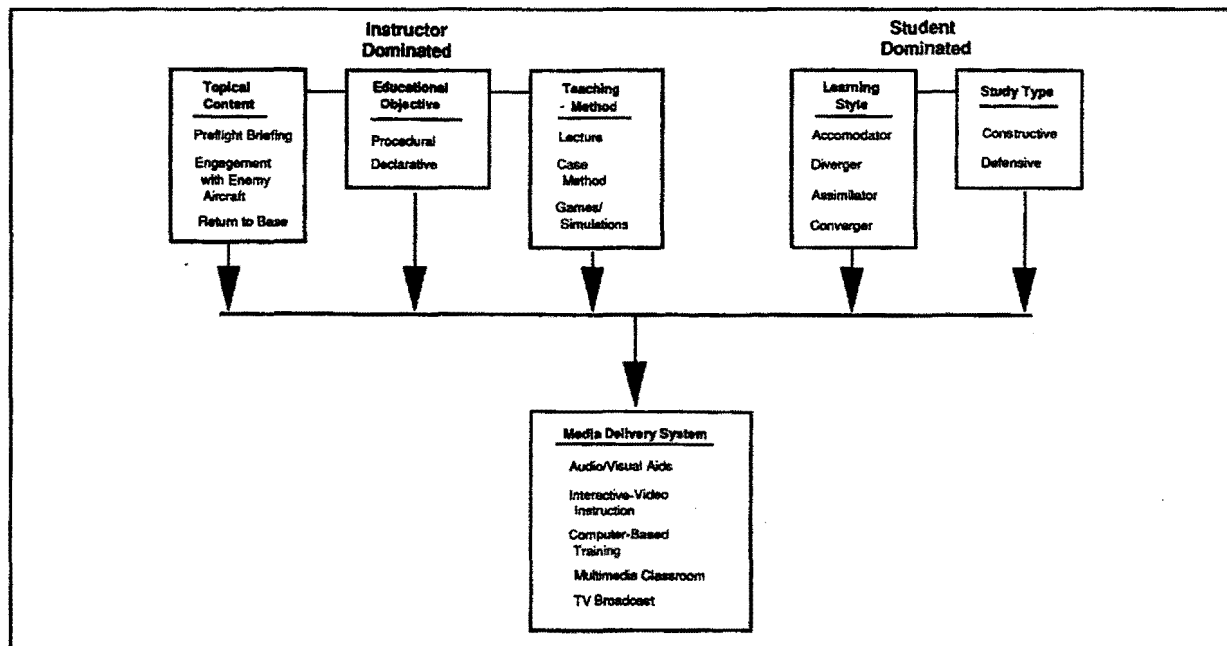 Instructor
Dominated
Student
Dominated
Topical
Content
Preflight Briefing
Engagement
with Enemy
Aircraft
Return to Base
Educational
Objective
Procedural
Declarative
Teaching
- Method
Lecture
Case
Method
Games/
Simulations
Learning
Style
Accomodator
Diverger
Assimilator
Converger
Study Type
Constructive
Defensive
Media Delivery System
Audio/Visual Aids
Interactive-Video
Instruction
Computer-Based
Training
Multimedia Classroom
TV Broadcast